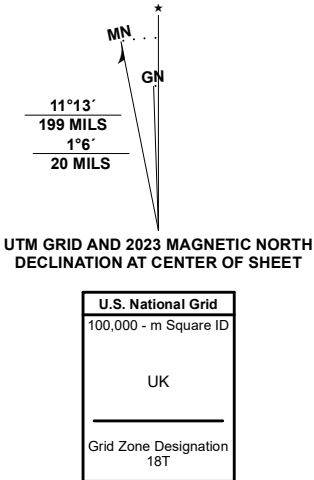 ★
MN
GN
11°13´
199 MILS
1°6´
20 MILS
UTM GRID AND 2023 MAGNETIC NORTH
DECLINATION AT CENTER OF SHEET
U.S. National Grid
100,000 - m Square ID
UK
Grid Zone Designation
18T